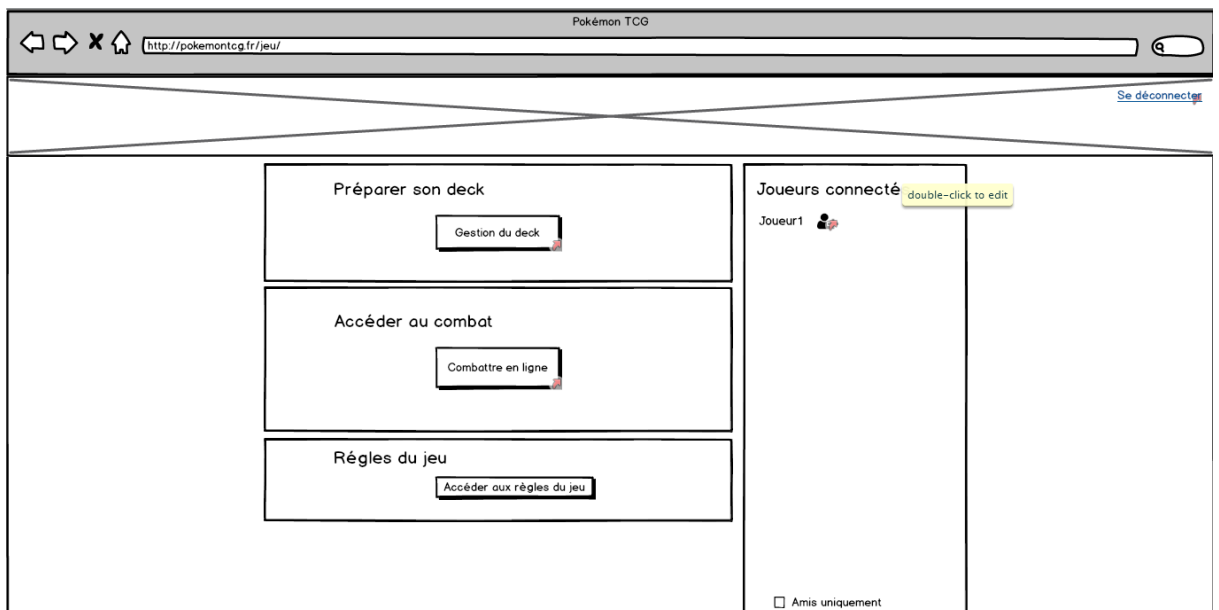 Pokémon TCG
http://pokemontcg.fr/jeu/
Se déconnecter
Préparer son deck
Gestion du deck
Accéder au combat
Combattre en ligne
Régles du jeu
Accéder aux règles du jeu
Joueurs connecté
double-click to edit
Joueur1
Amis uniquement